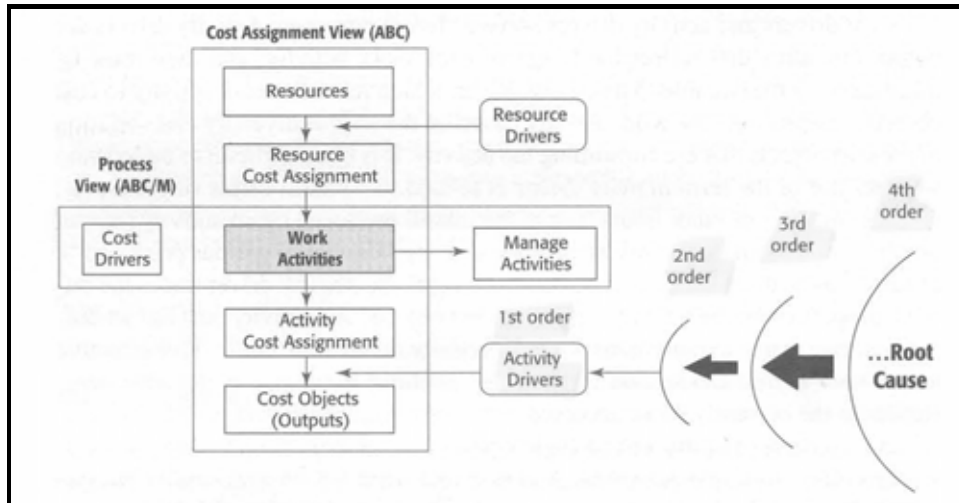 Cost Assignment View (ABC)
Resources
Resource
Drivers
Resource
Cost Assignment
Process
View (ABC/M)
4th
order
3rd
order
Cost
Drivers
Work
Activities
Manage
Activities
2nd
order
1st order
Activity
Cost Assignment
Activity
Drivers
...Root
Cause
Cost Objects
(Outputs)